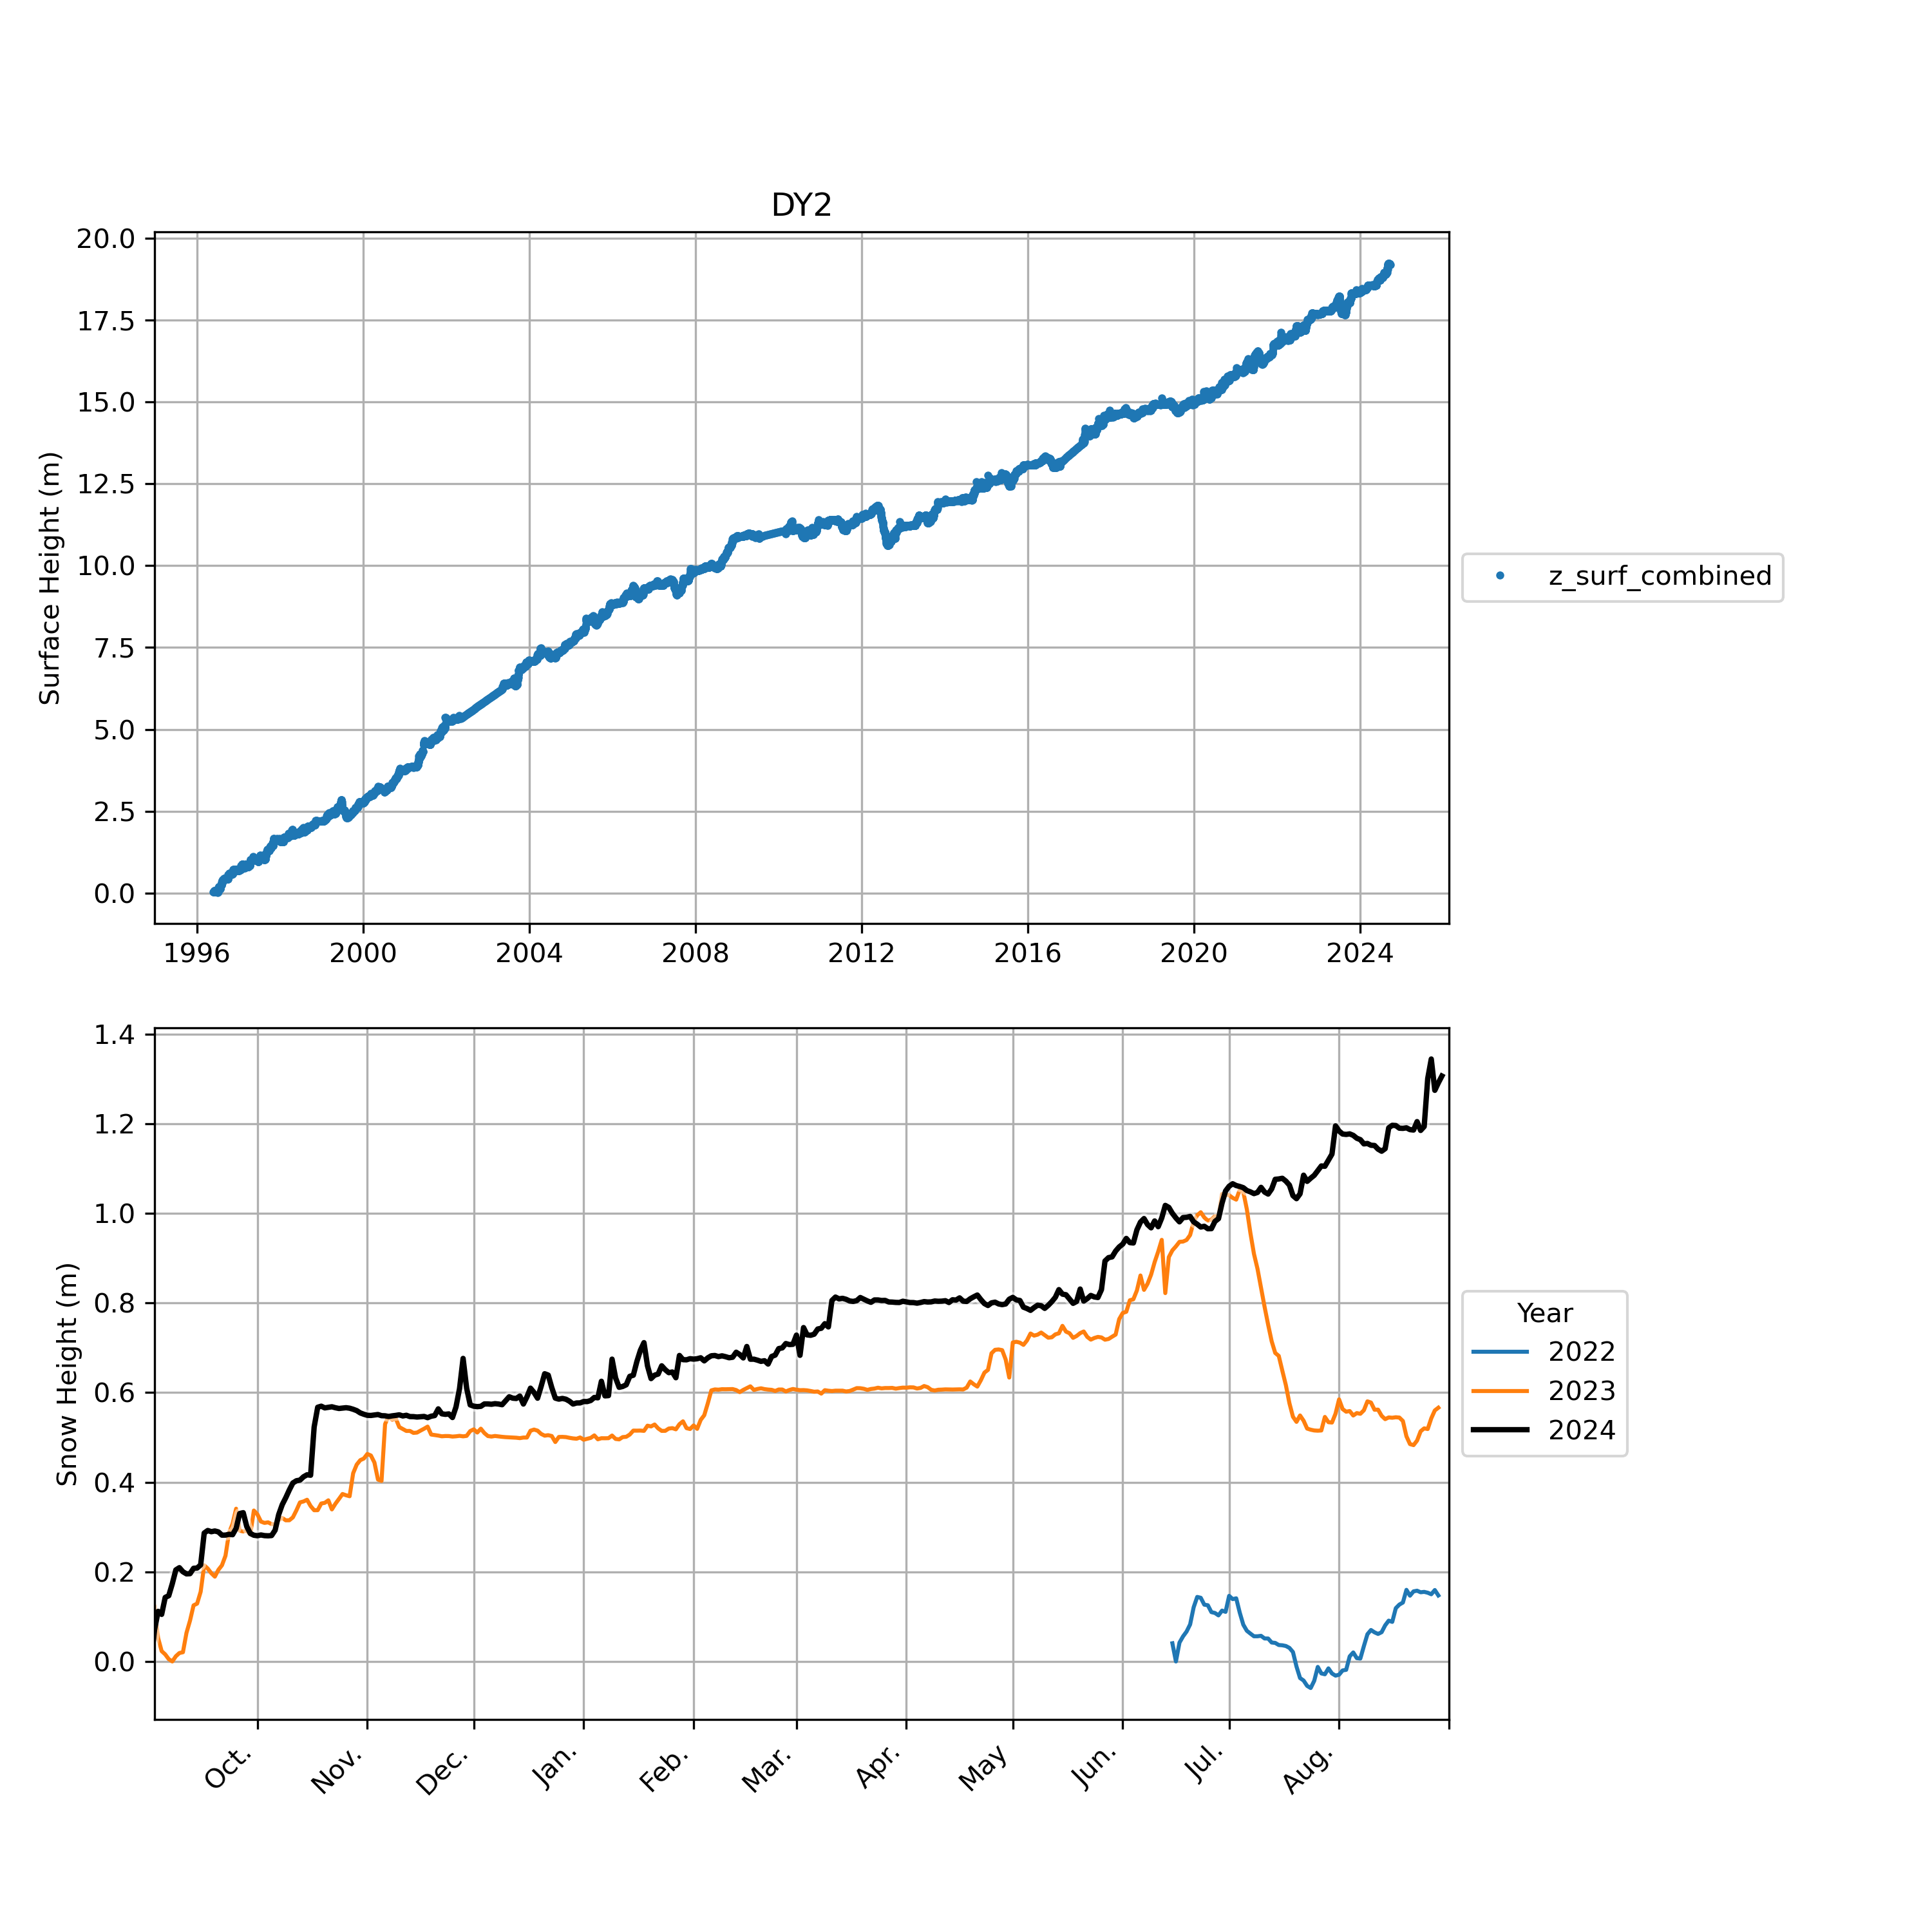 DY2
Surface Height (m)
20.0
17.5
15.0
12.5
10.0
7.5
5.0
2.5
0.0
1996 2000 2004 2008 2012 2016 2020 2024
z_surf_combined
Snow Height (m)
1.4
1.2
1.0
0.8
0.6
0.4
0.2
0.0
Oct. Nov. Dec. Jan. Feb. Mar. Apr. May Jun. Jul. Aug.
Year
2022
2023
2024